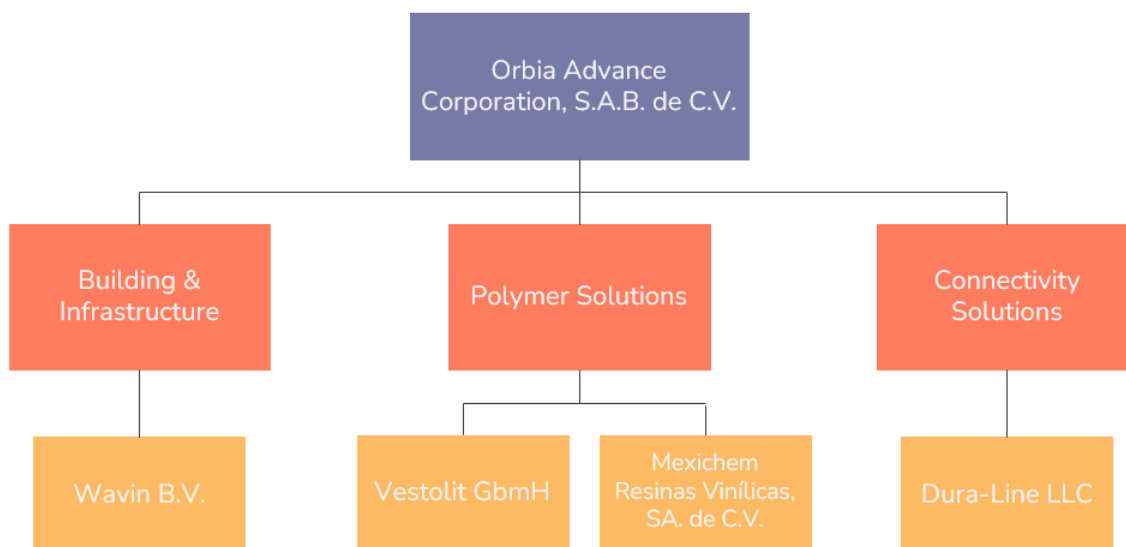 Orbia Advance
Corporation, S.A.B. de C.V.
Building &
Infrastructure
Polymer Solutions
Connectivity
Solutions
Wavin B.V.
Vestolit GbmH
Mexichem
Resinas Vinílicas,
SA. de C.V.
Dura-Line LLC